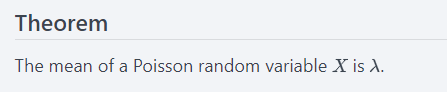 Theorem
The mean of a Poisson random variable X is λ.